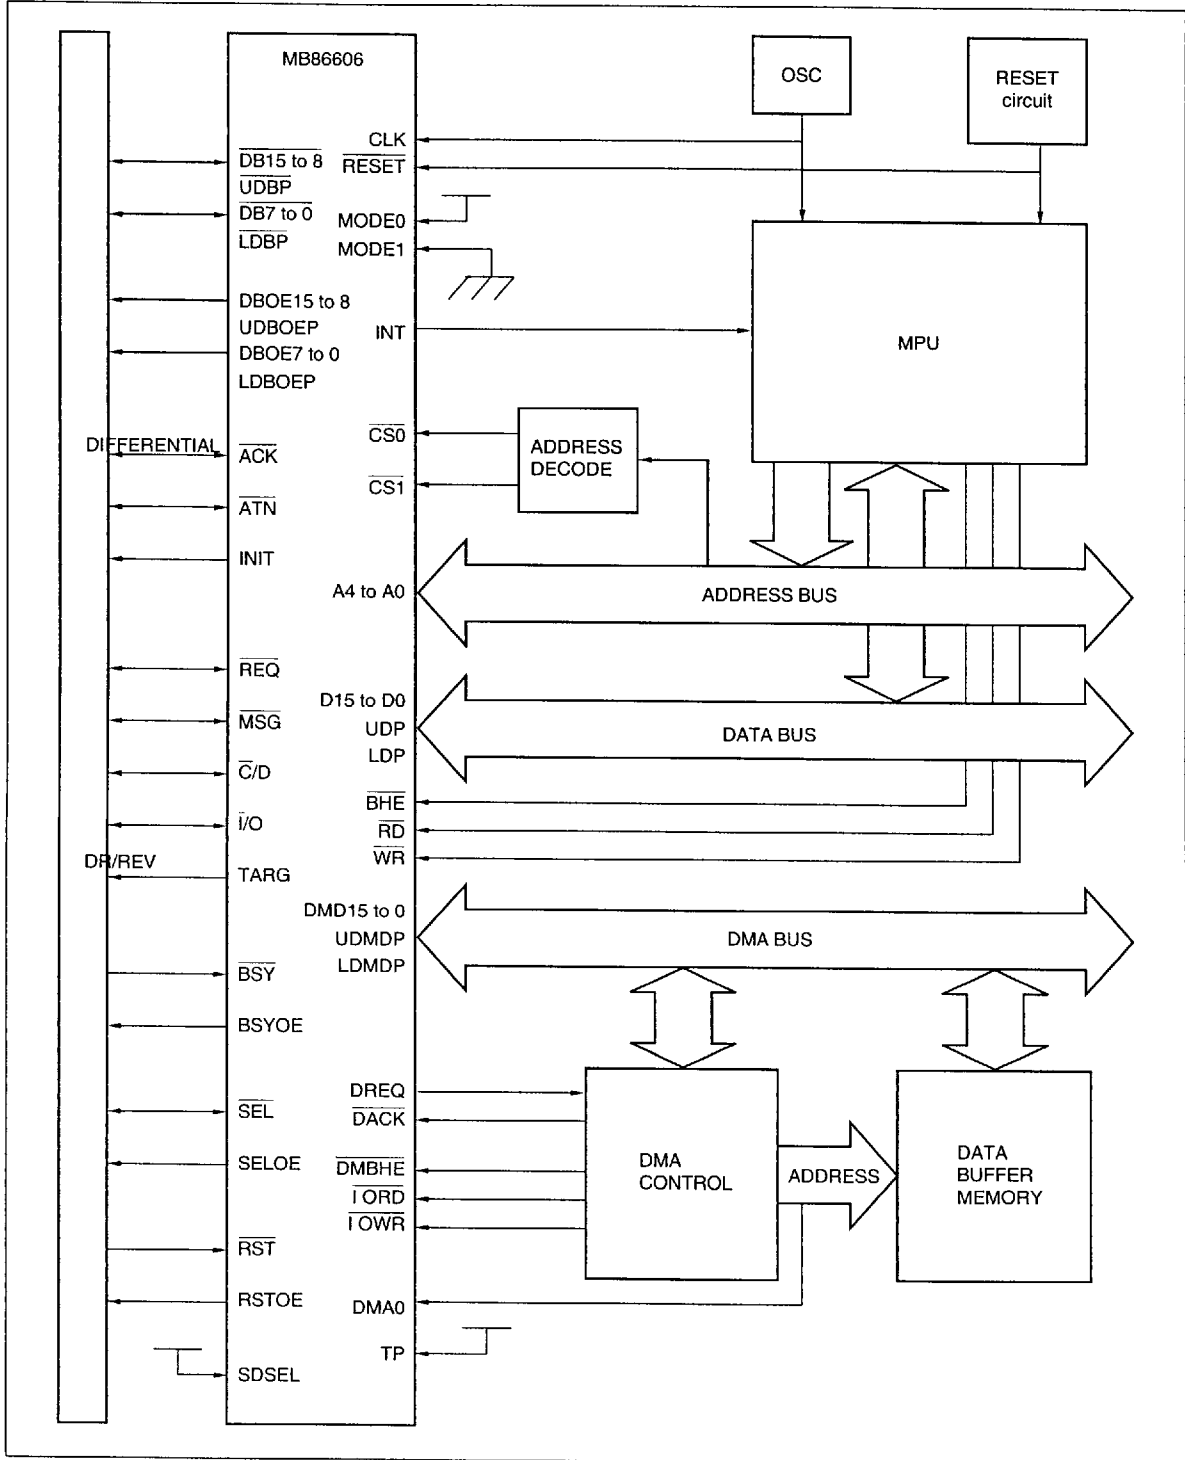 MB86606
OSC
RESET
circuit
CLK
RESET
DB15 to 8
UDBP
DB7 to 0
LDBP
MODE0
MODE1
DBOE15 to 8
UDBOEP
DBOE7 to 0
LDBOEP
INT
MPU
DIFFERENTIAL
ACK
CS0
CS1
ADDRESS
DECODE
ATN
INIT
A4 to A0
ADDRESS BUS
REQ
MSG
C/D
I/O
D15 to D0
UDP
LDP
DATA BUS
BHE
RD
WR
DR/REV
TARG
DMD15 to 0
UDMDP
LDMDP
DMA BUS
BSY
BSYOE
SEL
SELOE
RST
RSTOE
SDSEL
DREQ
DACK
DMBHE
I ORD
I OWR
DMA0
TP
DMA
CONTROL
ADDRESS
DATA
BUFFER
MEMORY